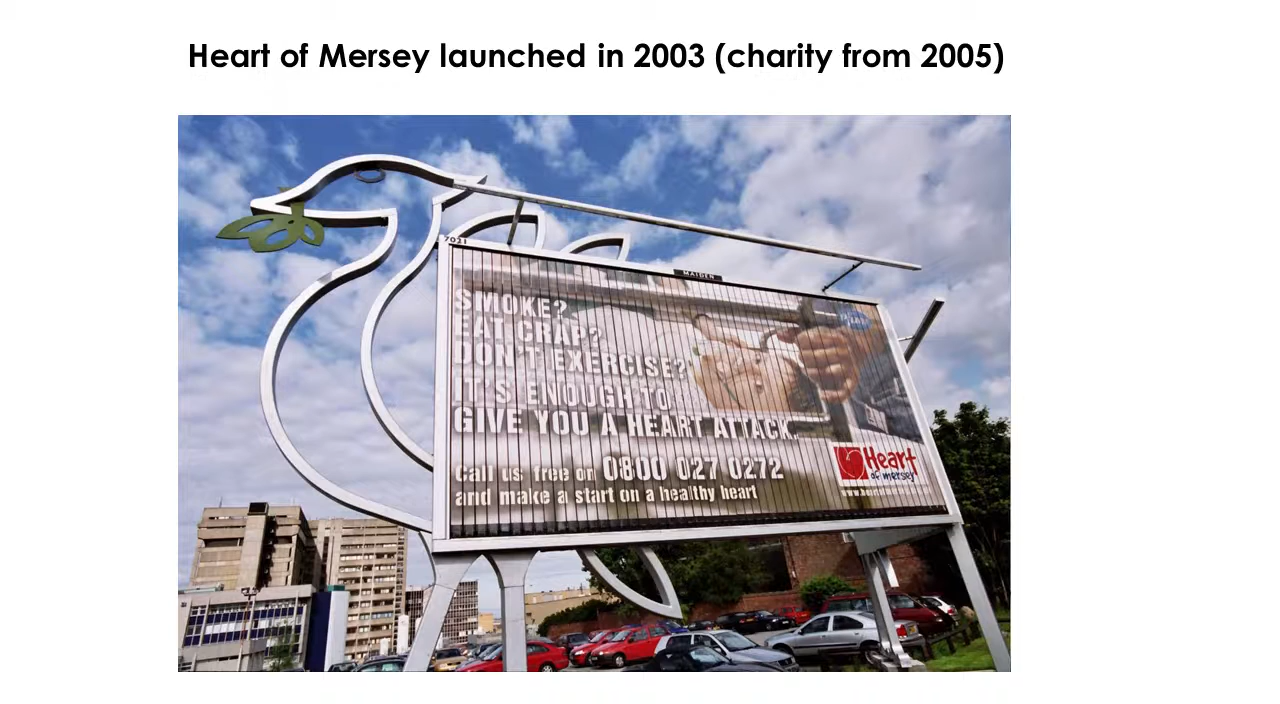 Heart of Mersey launched in 2003 (charity from 2005)
7021
MAIDEN
SMOKE?
EAT CRAP?
DON'T EXERCISE?
IT'S ENOUGH TO
GIVE YOU A HEART ATTACK.
Call us free on 0800 027 0272
and make a start on a healthy heart
Heart
of mersey